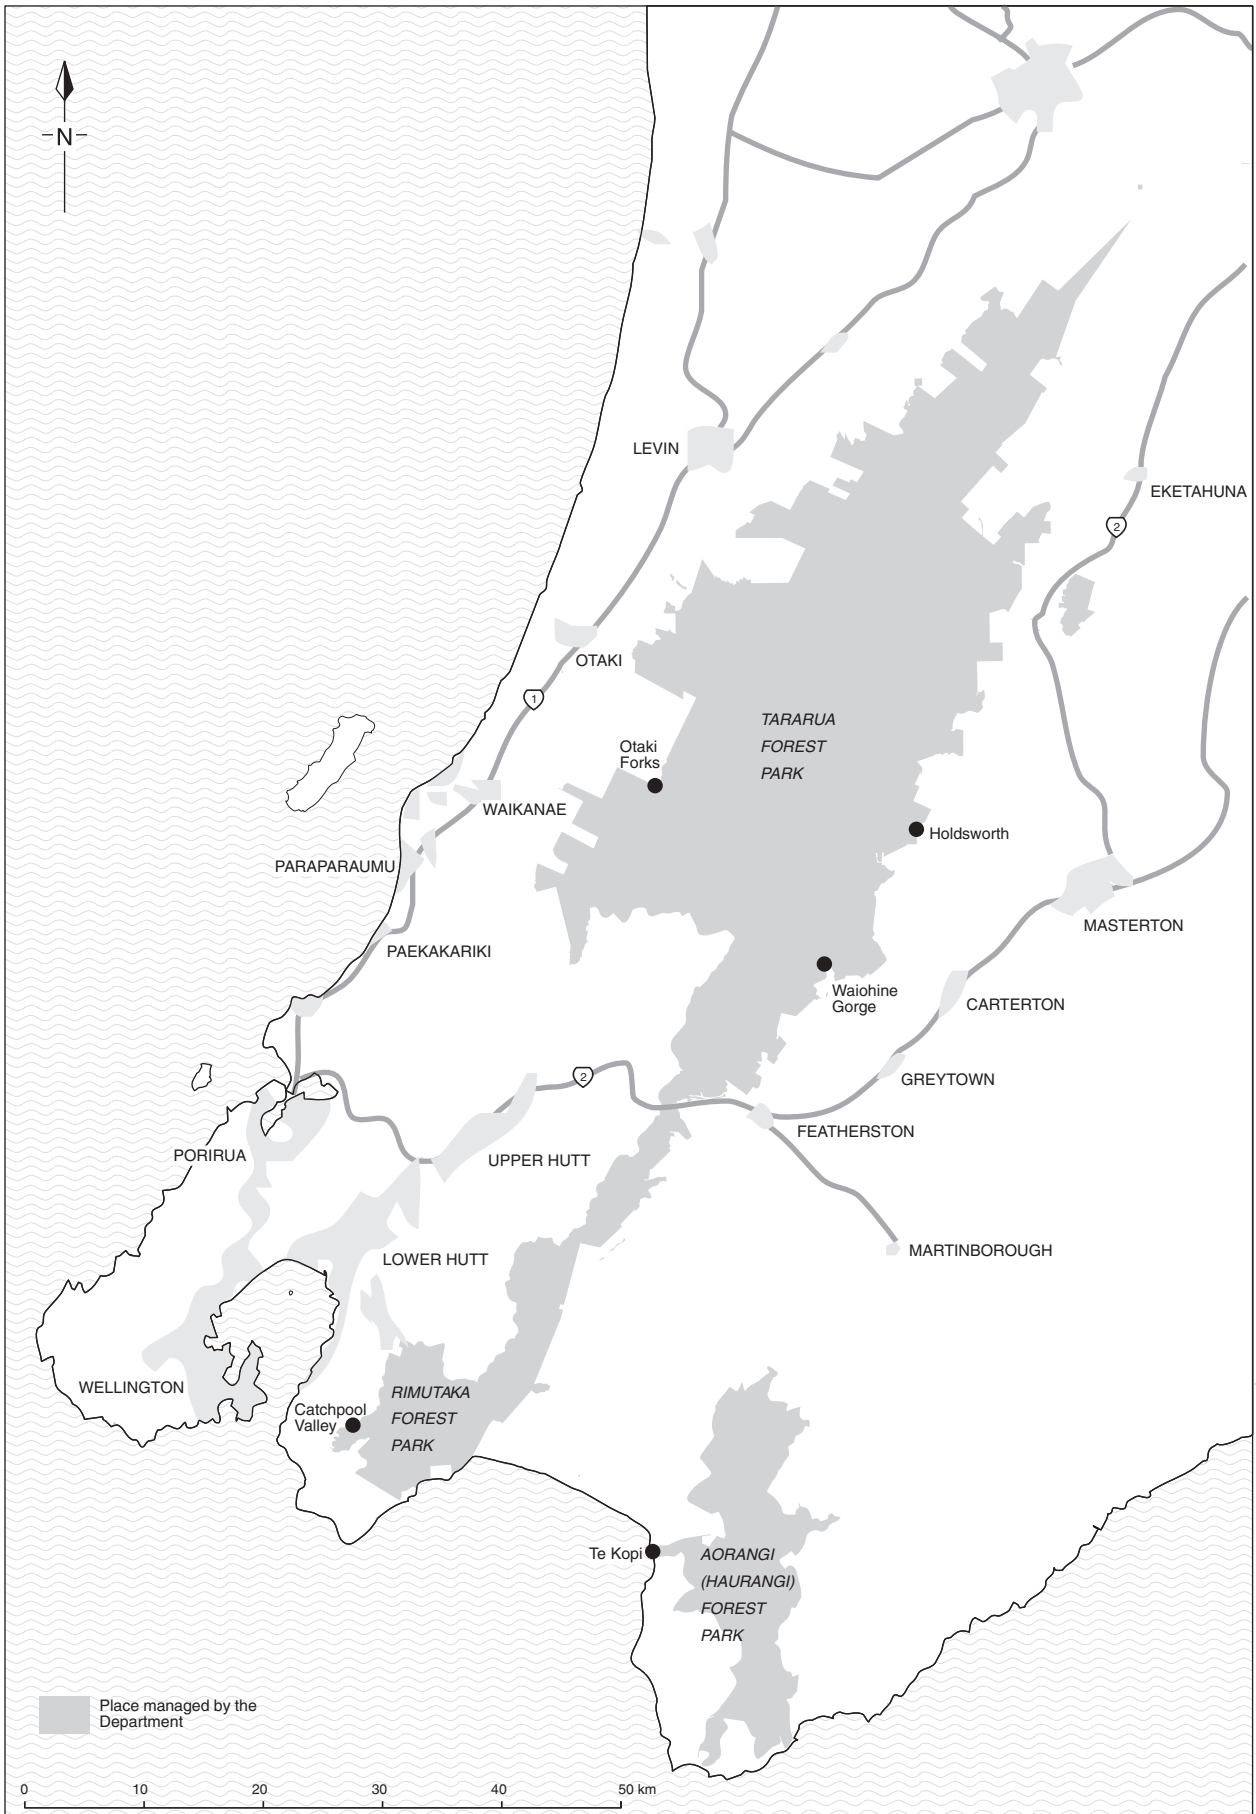 N
LEVIN
EKETAHUNA
2
OTAKI
1
TARARUA
FOREST
PARK
Otaki
Forks
WAIKANAE
Holdsworth
PARAPARAUMU
MASTERTON
PAEKAKARIKI
Waiohine
Gorge
CARTERTON
2
GREYTOWN
FEATHERSTON
PORIRUA
UPPER HUTT
MARTINBOROUGH
LOWER HUTT
WELLINGTON
RIMUTAKA
FOREST
PARK
Catchpool
Valley
Te Kopi
AORANGI
(HAURANGI)
FOREST
PARK
Place managed by the
Department
0 10 20 30 40 50 km